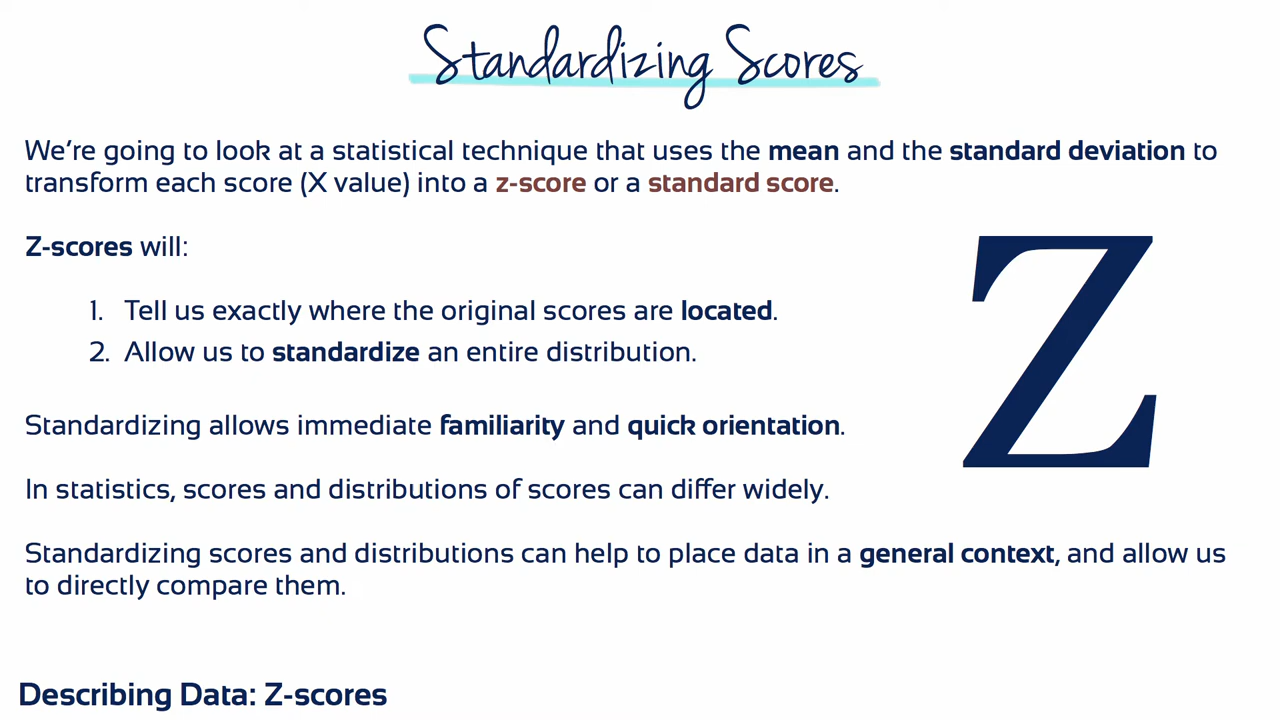 Standardizing Scores
We're going to look at a statistical technique that uses the mean and the standard deviation to
transform each score (X value) into a z-score or a standard score.
Z-scores will:
1. Tell us exactly where the original scores are located.
2. Allow us to standardize an entire distribution.
Z
Standardizing allows immediate familiarity and quick orientation.
In statistics, scores and distributions of scores can differ widely.
Standardizing scores and distributions can help to place data in a general context, and allow us
to directly compare them.
Describing Data: Z-scores